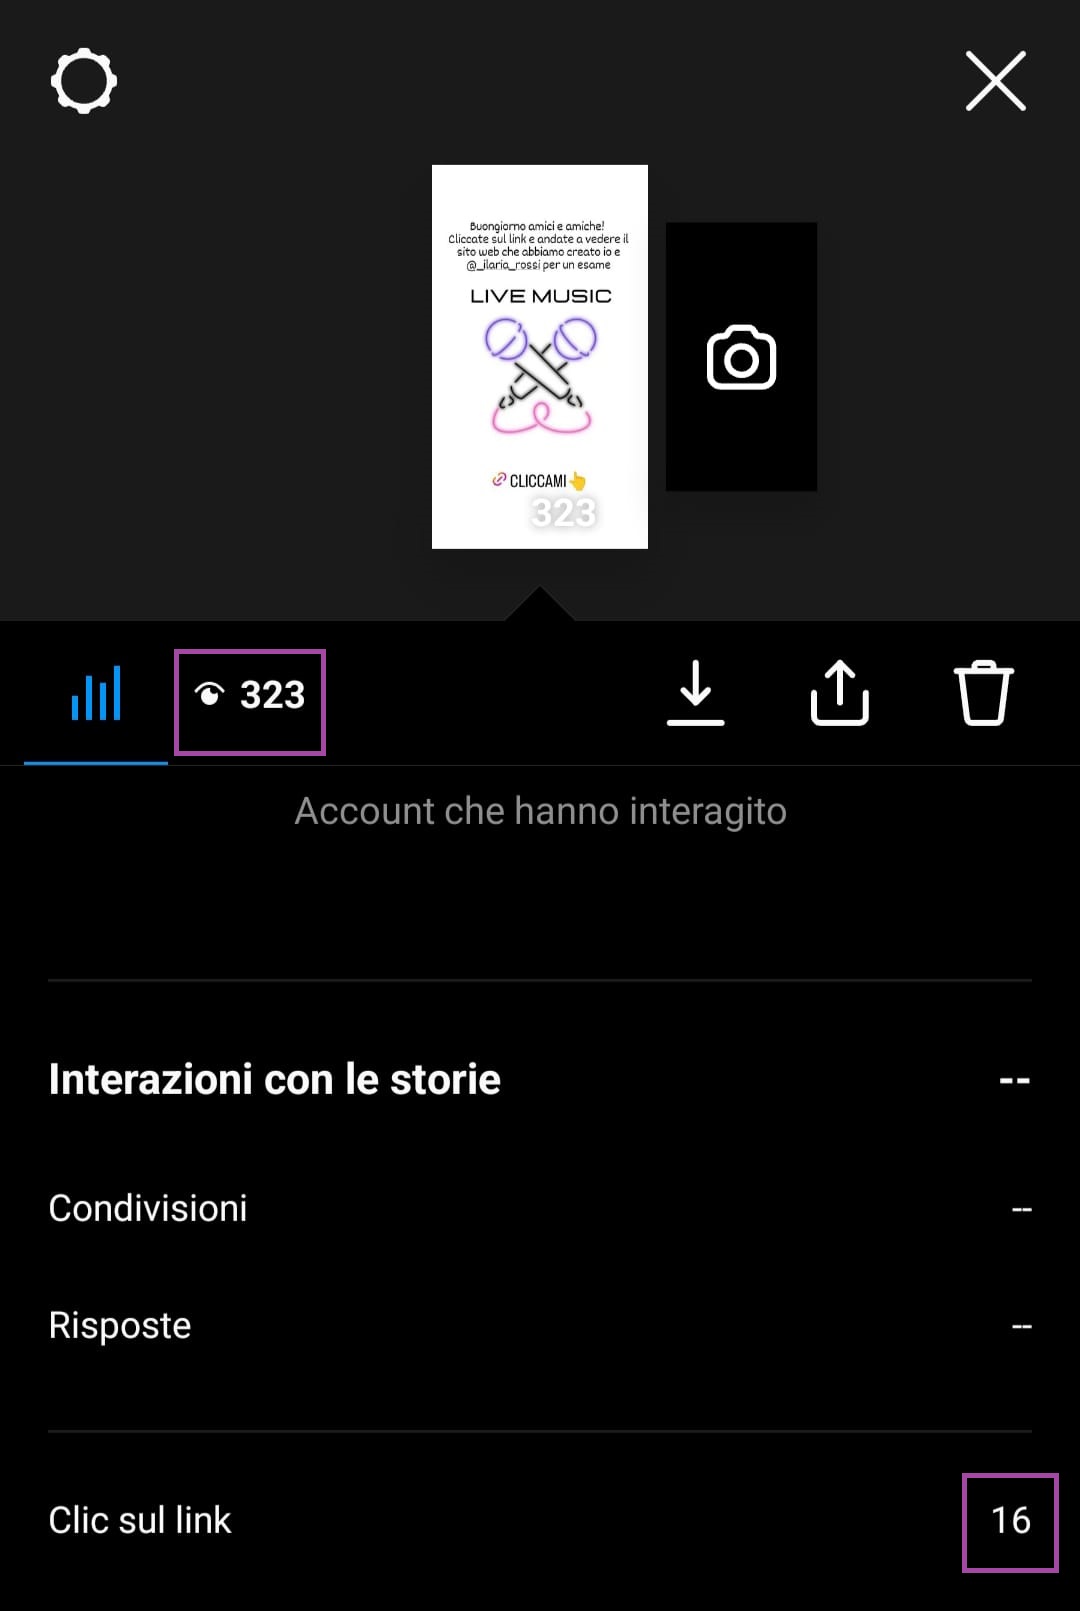 Buongiorno amici e amiche!
Cliccate sul link e andate a vedere il
sito web che abbiamo creato io e
@_ilaria_rossi per un esame
LIVE MUSIC
CLICCAMI👆
323
323
Account che hanno interagito
Interazioni con le storie --
Condivisioni --
Risposte --
Clic sul link 16